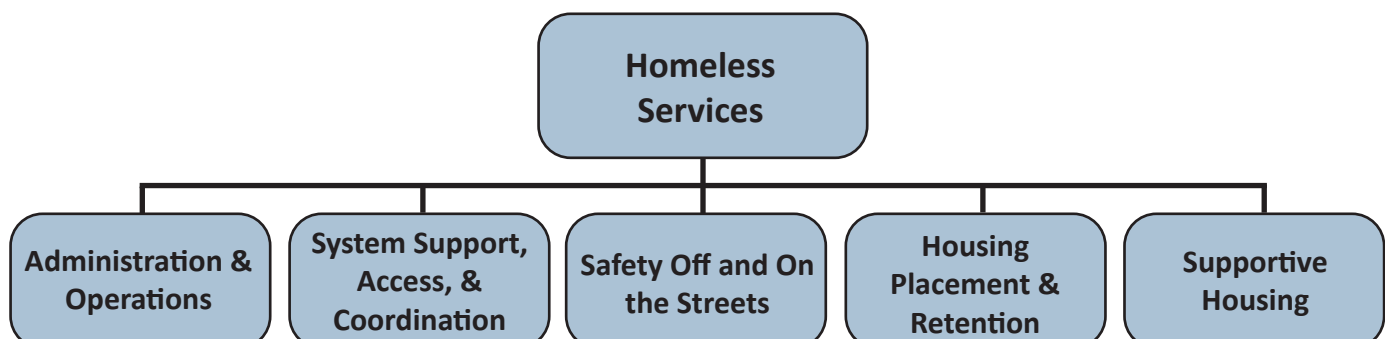 Homeless
Services
Administration &
Operations
System Support,
Access, &
Coordination
Safety Off and On
the Streets
Housing
Placement &
Retention
Supportive
Housing